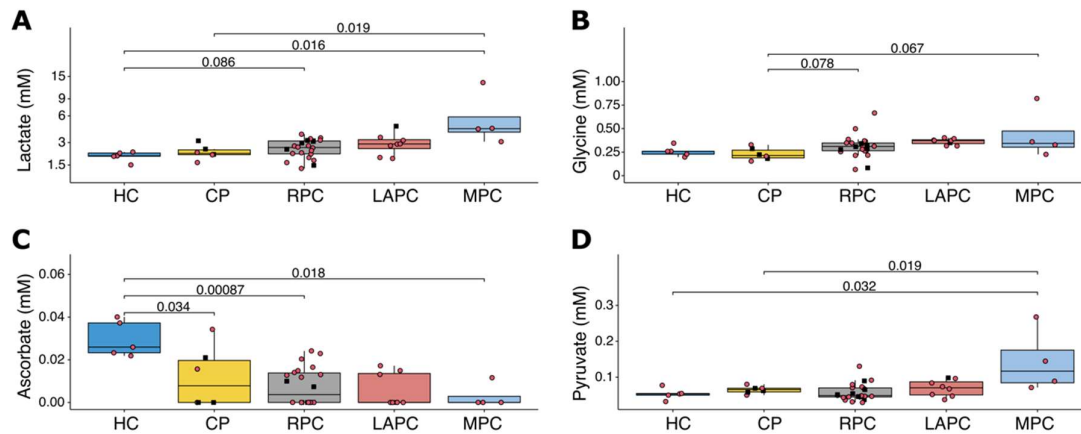 A
Lactate (mM)
15
9
6
3
1.5
0.019
0.016
0.086
HC CP RPC LAPC MPC
B
Glycine (mM)
1.00
0.75
0.50
0.25
0
0.067
0.078
HC CP RPC LAPC MPC
C
Ascorbate (mM)
0.06
0.04
0.02
0.00
0.018
0.00087
0.034
HC CP RPC LAPC MPC
D
Pyruvate (mM)
0.3
0.2
0.1
0.019
0.032
HC CP RPC LAPC MPC